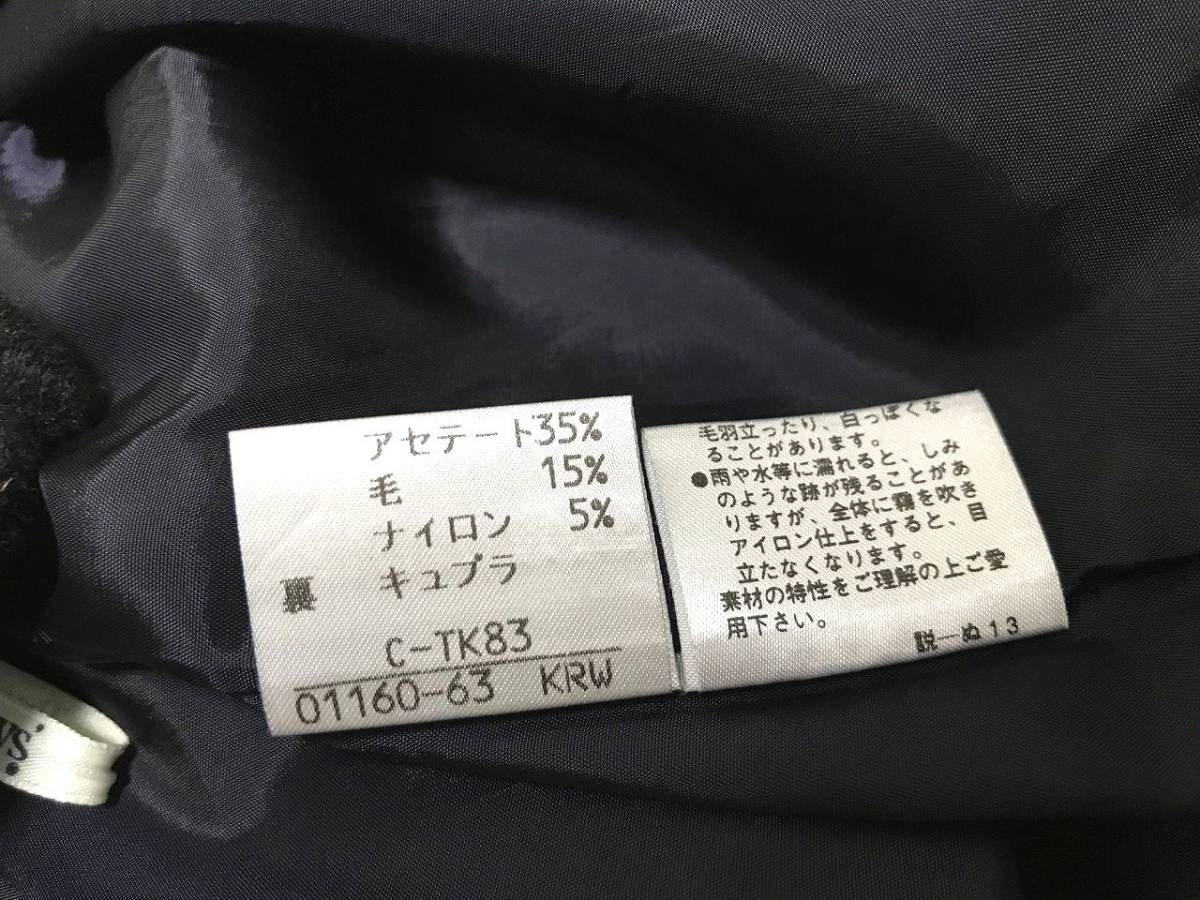 アセテート35%
毛 15%
ナイロン 5%
裏 キュプラ
C-TK83
01160-63 KRW
毛羽立ったり、白っぽくな
ることがあります。
●雨や水等に濡れると、しみ
のような跡が残ることがあ
りますが、全体に霧を吹き
アイロン仕上をすると、目
立たなくなります。
素材の特性をご理解の上ご愛
用下さい。
説—ぬ13